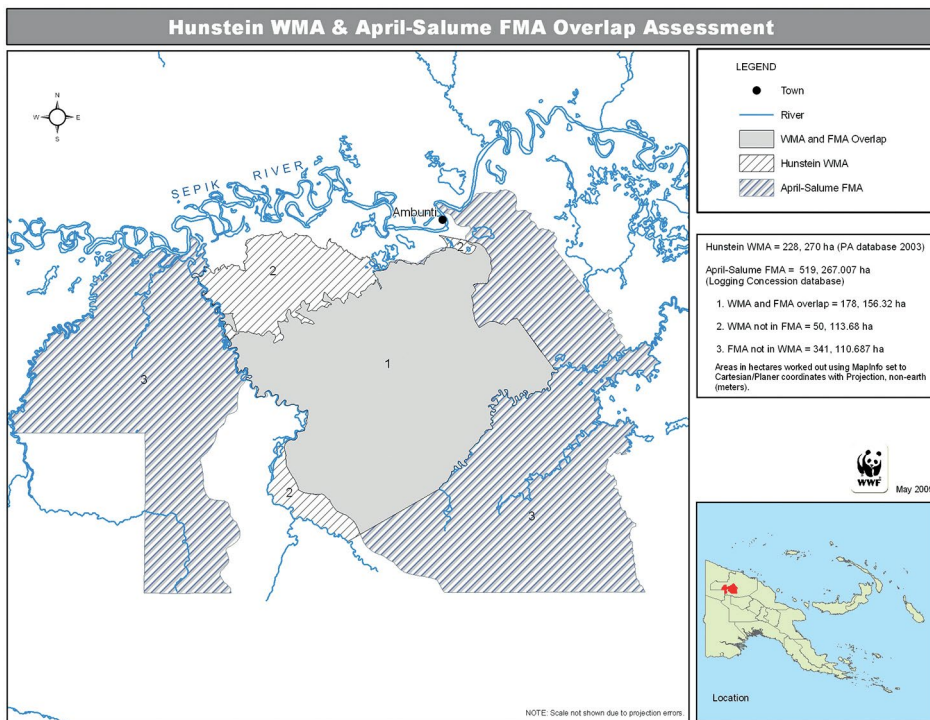 Hunstein WMA & April-Salume FMA Overlap Assessment
N
W E
S
SEPIK RIVER
Ambunti
2
2
3
1
2
3
NOTE: Scale not shown due to projection errors.
LEGEND
Town
River
WMA and FMA Overlap
Hunstein WMA
April-Salume FMA
Hunstein WMA = 228, 270 ha (PA database 2003)
April-Salume FMA = 519, 267.007 ha
(Logging Concession database)
1. WMA and FMA overlap = 178, 156.32 ha
2. WMA not in FMA = 50, 113.68 ha
3. FMA not in WMA = 341, 110.687 ha
Areas in hectares worked out using MapInfo set to
Cartesian/Planer coordinates with Projection, non-earth
(meters).
WWF
May 2009
Location